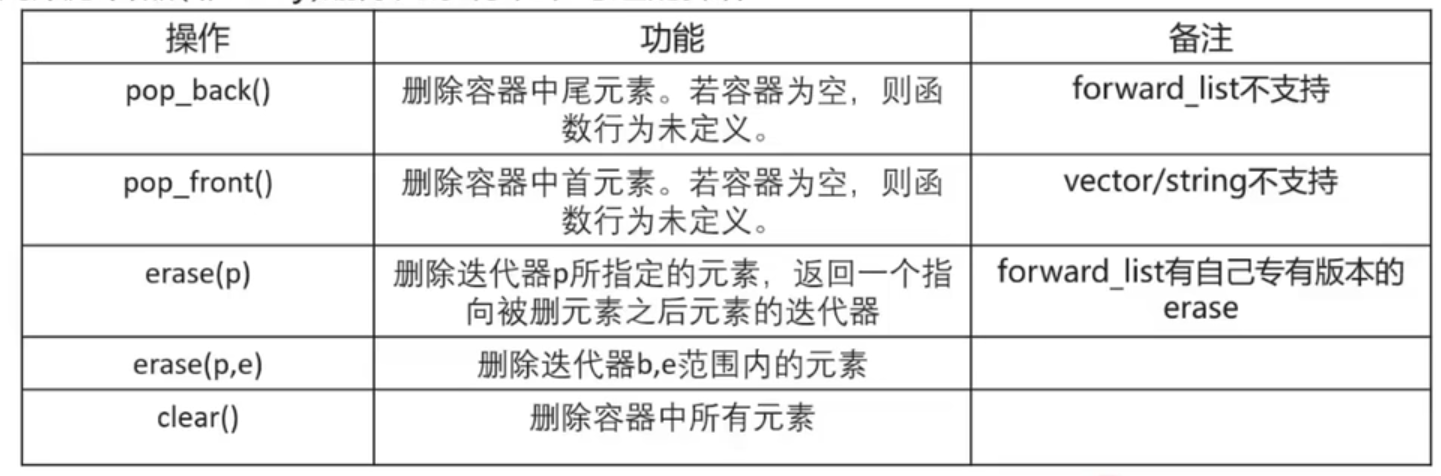 操作 功能 备注
pop_back() 删除容器中尾元素。若容器为空，则函 forward_list不支持
数行为未定义。
pop_front() 删除容器中首元素。若容器为空，则函 vector/string不支持
数行为未定义。
erase(p) 删除迭代器p所指定的元素，返回一个指 forward_list有自己专有版本的
向被删元素之后元素的迭代器 erase
erase(p,e) 删除迭代器b,e范围内的元素
clear() 删除容器中所有元素